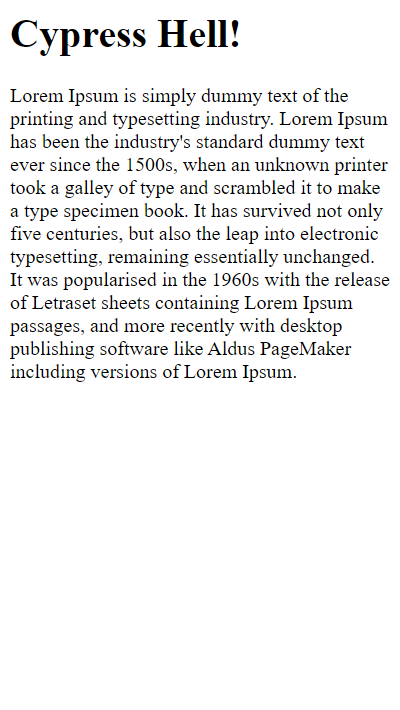 Cypress Hell!
Lorem Ipsum is simply dummy text of the
printing and typesetting industry. Lorem Ipsum
has been the industry's standard dummy text
ever since the 1500s, when an unknown printer
took a galley of type and scrambled it to make
a type specimen book. It has survived not only
five centuries, but also the leap into electronic
typesetting, remaining essentially unchanged.
It was popularised in the 1960s with the release
of Letraset sheets containing Lorem Ipsum
passages, and more recently with desktop
publishing software like Aldus PageMaker
including versions of Lorem Ipsum.